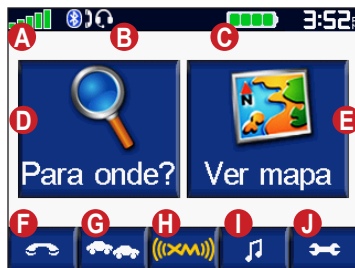 A B C 3:52
D E
N
Para onde? Ver mapa
F G H I J
((XM))